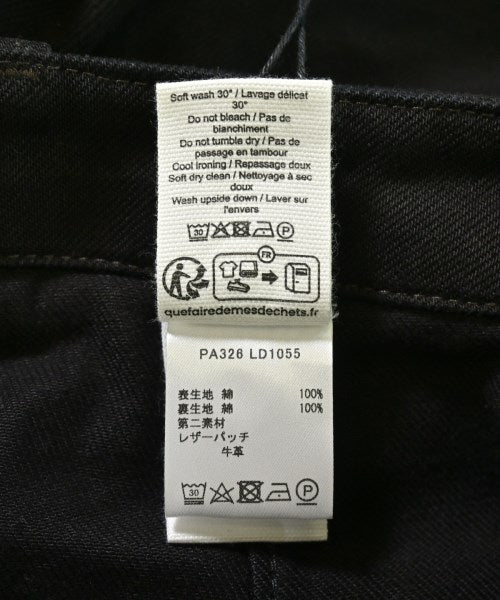 Soft wash 30° / Lavage délicat
30°
Do not bleach / Pas de
blanchiment
Do not tumble dry / Pas de
passage en tambour
Cool ironing / Repassage doux
Soft dry clean / Nettoyage à sec
doux
Wash upside down / Laver sur
l'envers
30 P
FR
quefairedemesdechets.fr
PA326 LD1055
表生地 綿 100%
裏生地 綿 100%
第二素材
レザーパッチ
牛革
30 P